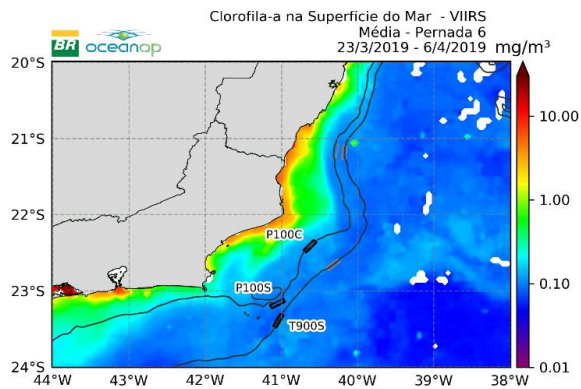 Clorofila-a na Superfície do Mar - VIIRS
Média - Pernada 6
23/3/2019 - 6/4/2019
mg/m³
BR
oceanop
20°S
21°S
22°S
23°S
24°S
P100C
P100S
T900S
10.00
1.00
0.10
0.01
44°W 43°W 42°W 41°W 40°W 39°W 38°W